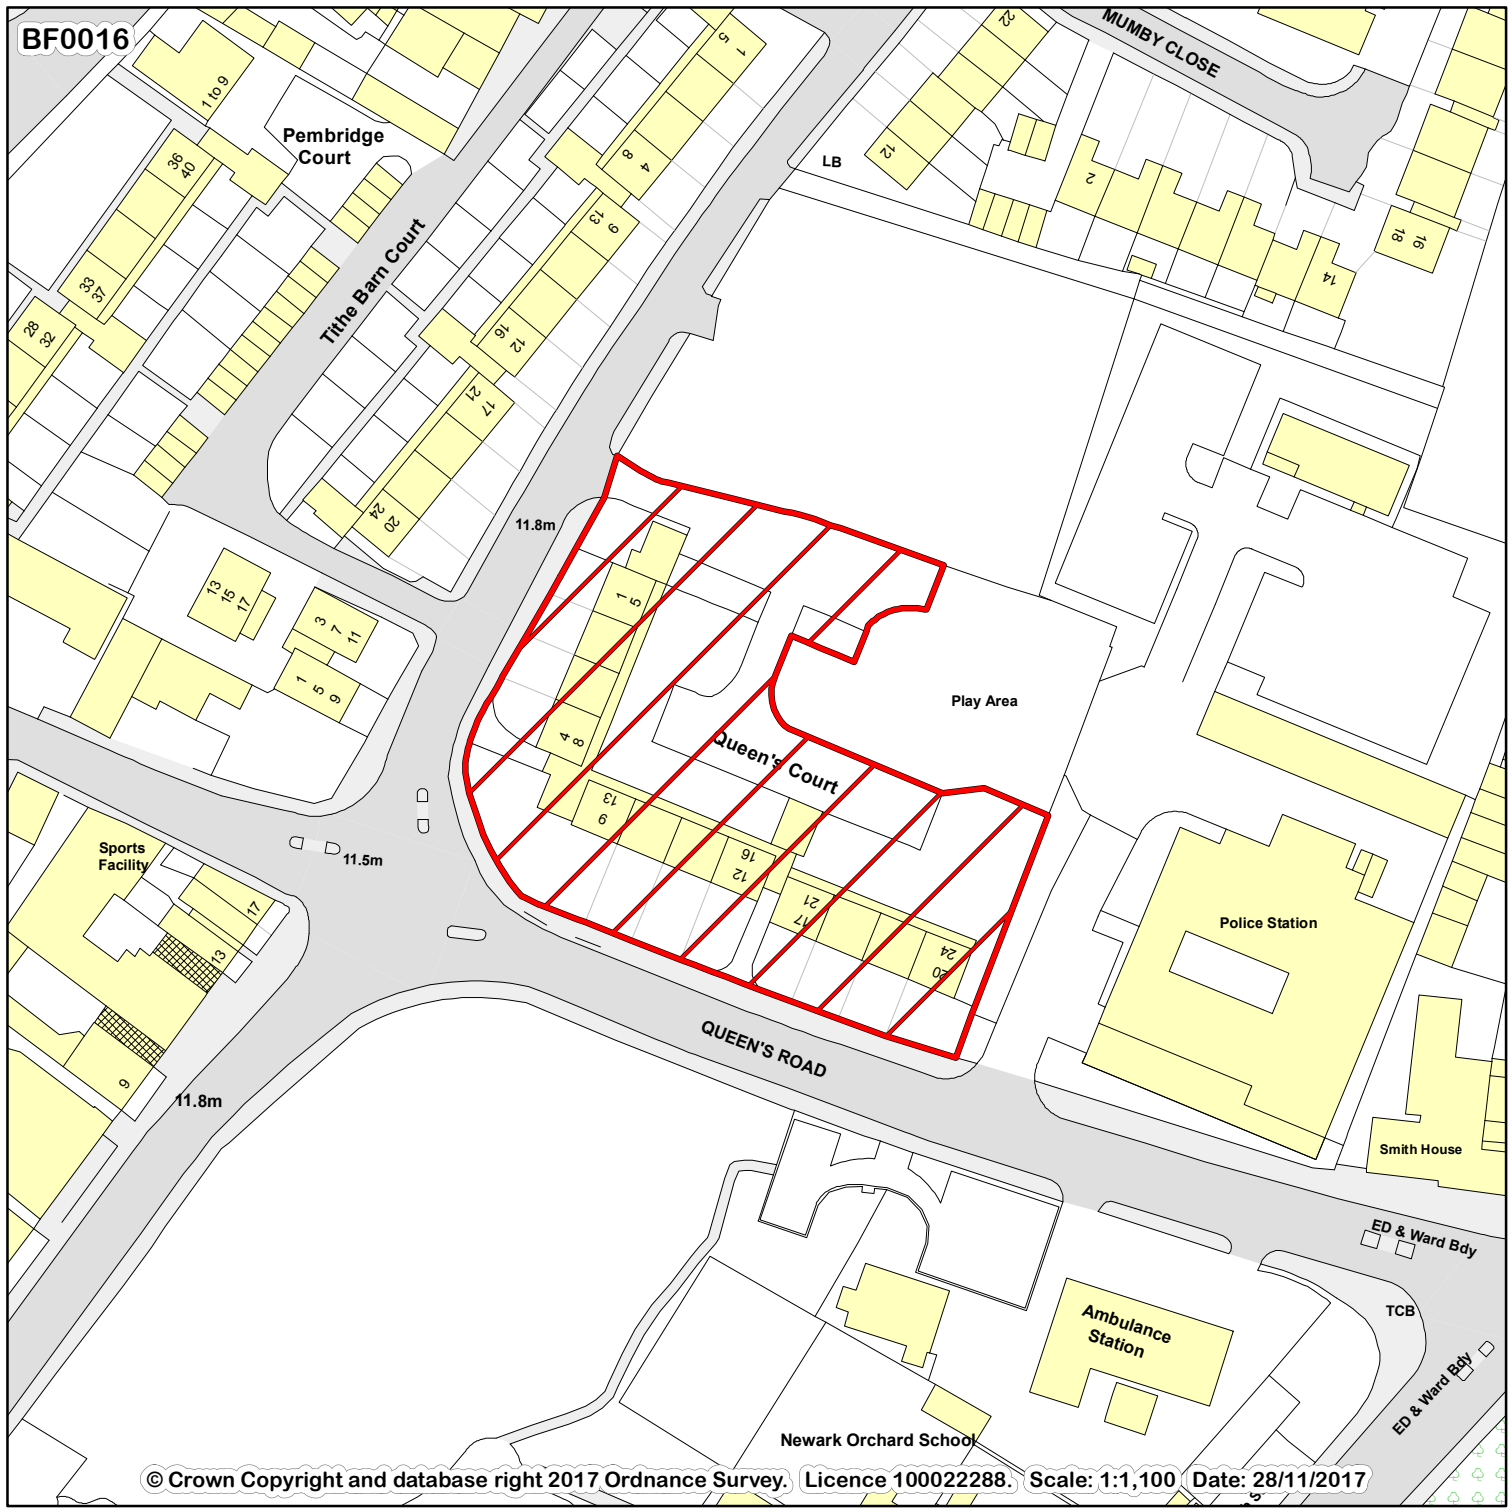 BF0016
MUMBY CLOSE
22
5
1
1 to 9
Pembridge
Court
36
40
8
4
12
LB
2
14
18
16
13
9
33
37
28
32
Tithe Barn Court
16
12
21
17
24
20
11.8m
13
15
17
3
7
11
1
5
9
1
5
4
8
Play Area
Queen's Court
13
9
16
12
21
17
24
20
Sports
Facility
11.5m
17
13
9
11.8m
QUEEN'S ROAD
Police Station
Smith House
ED & Ward Bdy
TCB
Ambulance
Station
ED & Ward Bdy
Newark Orchard School
© Crown Copyright and database right 2017 Ordnance Survey. Licence 100022288. Scale: 1:1,100 Date: 28/11/2017